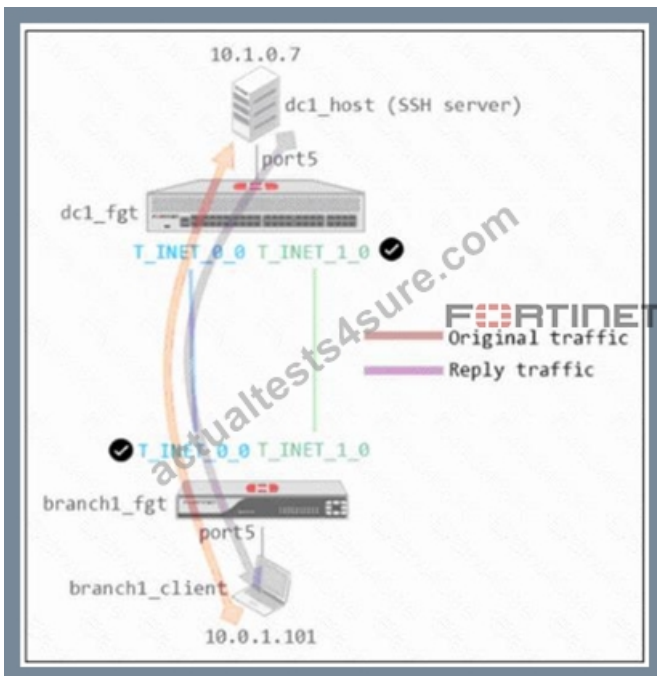 10.1.0.7
dc1_host (SSH server)
port5
dc1_fgt
T_INET_0_0 T_INET_1_0
FORTINET
Original traffic
Reply traffic
actualtests4sure.com
T_INET_0_0 T_INET_1_0
branch1_fgt
port5
branch1_client
10.0.1.101